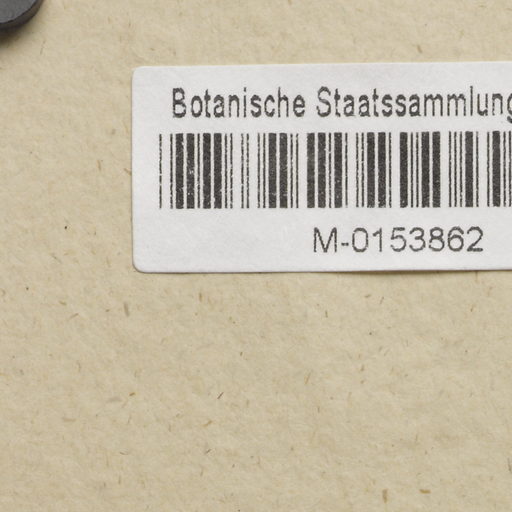 Botanische Staatssammlung
M-0153862